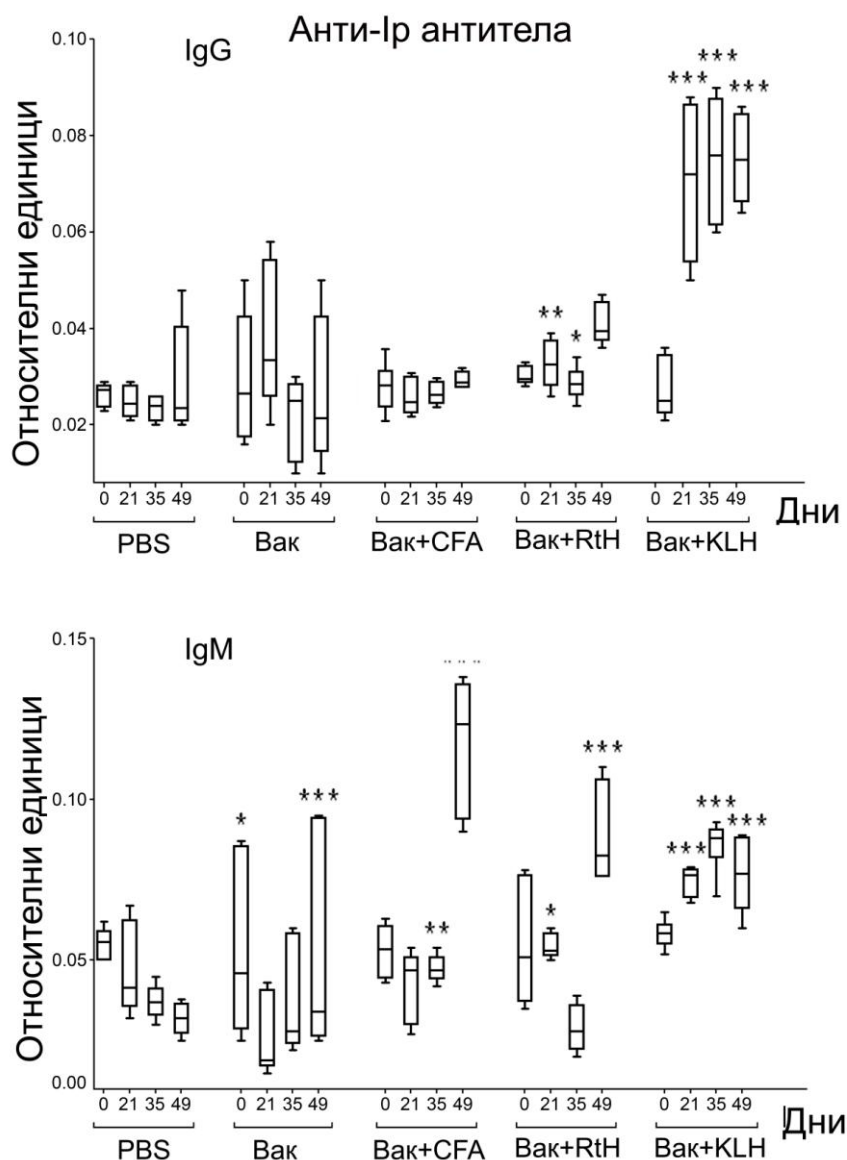 Анти-Ip антитела
IgG
Относителни единици
0.10
***
***
***
0.08
0.06
**
*
0.04
0.02
0 21 35 49 0 21 35 49 0 21 35 49 0 21 35 49 0 21 35 49
Дни
PBS Вак Вак+CFA Вак+RtH Вак+KLH
IgM
Относителни единици
0.15
***
***
***
***
***
*
0.10
*
**
0.05
0.00
0 21 35 49 0 21 35 49 0 21 35 49 0 21 35 49 0 21 35 49
Дни
PBS Вак Вак+CFA Вак+RtH Вак+KLH